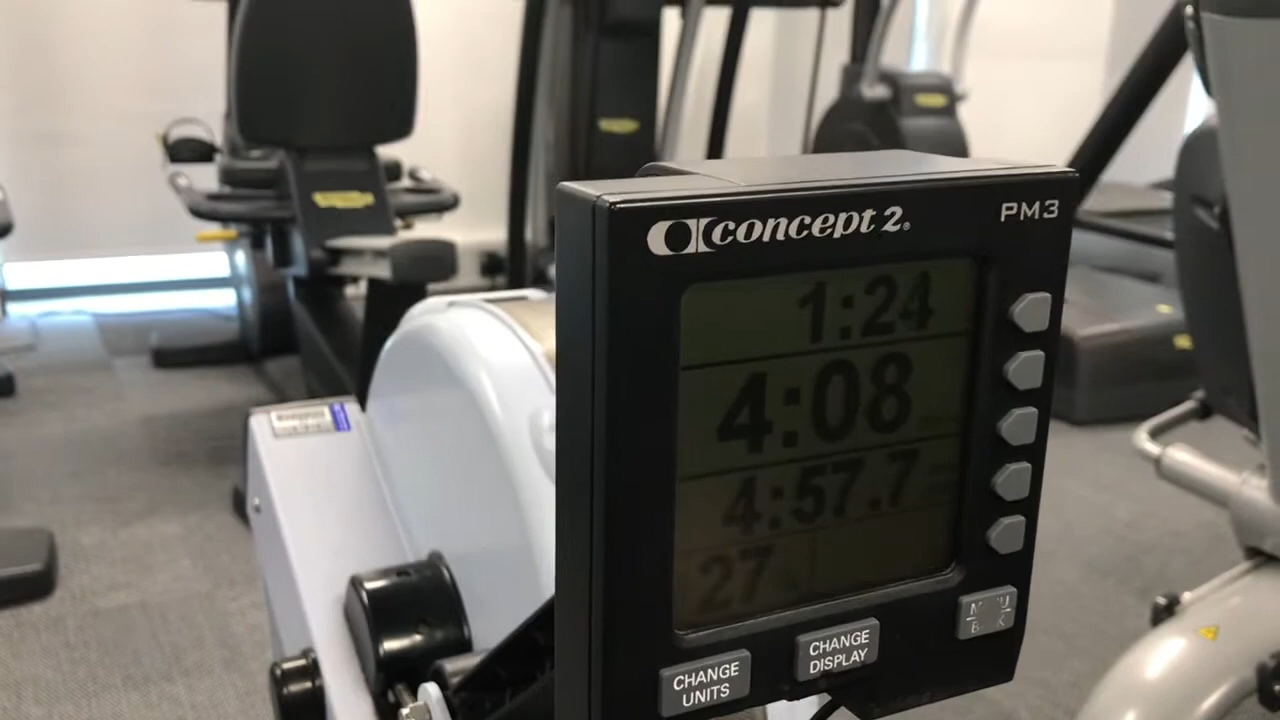 concept 2®
PM3
1:24
4:08
4:57.7
27
CHANGE
UNITS
CHANGE
DISPLAY